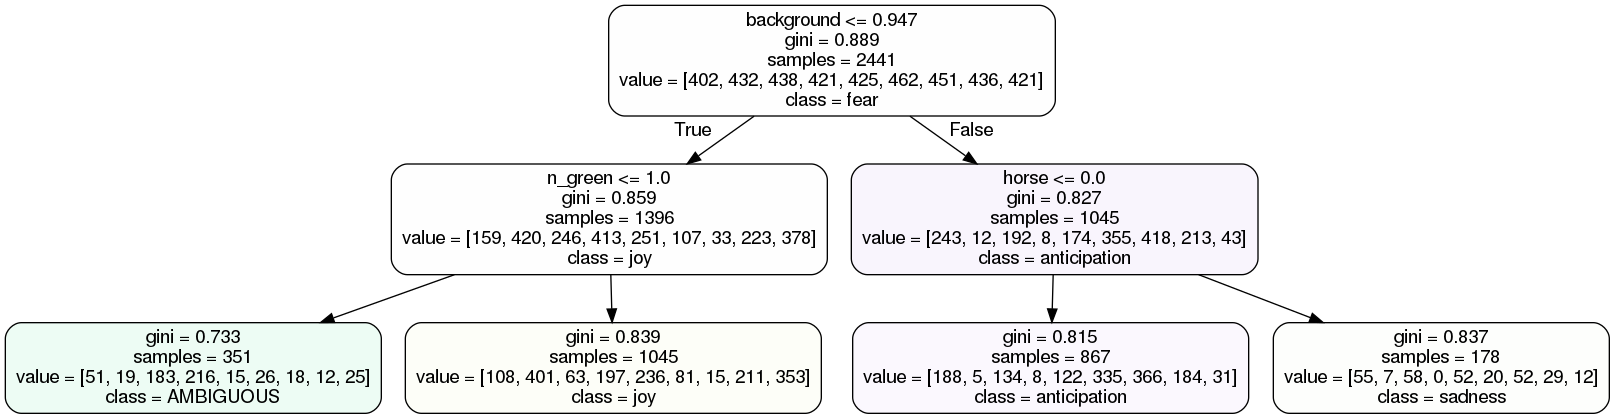 background <= 0.947
gini = 0.889
samples = 2441
value = [402, 432, 438, 421, 425, 462, 451, 436, 421]
class = fear
True
False
n_green <= 1.0
gini = 0.859
samples = 1396
value = [159, 420, 246, 413, 251, 107, 33, 223, 378]
class = joy
horse <= 0.0
gini = 0.827
samples = 1045
value = [243, 12, 192, 8, 174, 355, 418, 213, 43]
class = anticipation
gini = 0.733
samples = 351
value = [51, 19, 183, 216, 15, 26, 18, 12, 25]
class = AMBIGUOUS
gini = 0.839
samples = 1045
value = [108, 401, 63, 197, 236, 81, 15, 211, 353]
class = joy
gini = 0.815
samples = 867
value = [188, 5, 134, 8, 122, 335, 366, 184, 31]
class = anticipation
gini = 0.837
samples = 178
value = [55, 7, 58, 0, 52, 20, 52, 29, 12]
class = sadness